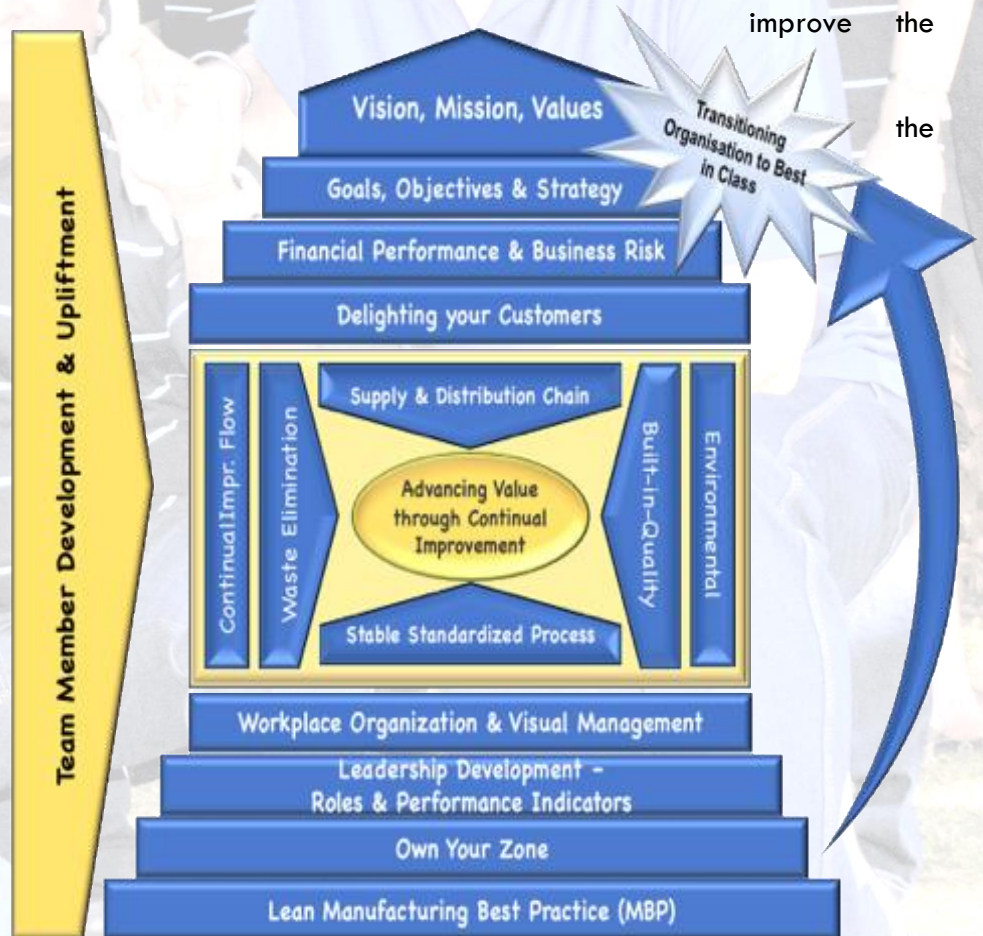 improve the
the
Transitioning
Organisation to Best
in Class
Vision, Mission, Values
Goals, Objectives & Strategy
Financial Performance & Business Risk
Delighting your Customers
Team Member Development & Upliftment
ContinualImpr. Flow
Waste Elimination
Supply & Distribution Chain
Advancing Value
through Continual
Improvement
Stable Standardized Process
Built-in-Quality
Environmental
Workplace Organization & Visual Management
Leadership Development –
Roles & Performance Indicators
Own Your Zone
Lean Manufacturing Best Practice (MBP)